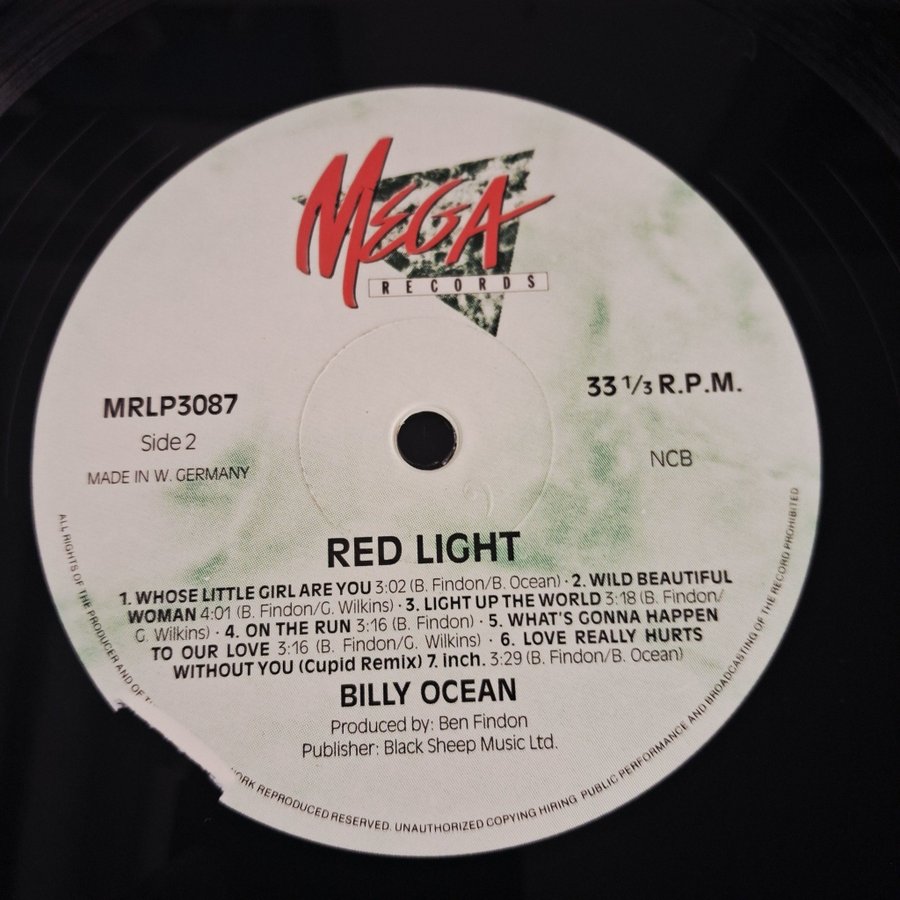 MEGA
RECORDS
MRLP3087
Side 2
MADE IN W. GERMANY
33 1/3 R.P.M.
NCB
RED LIGHT
1. WHOSE LITTLE GIRL ARE YOU 3:02 (B. Findon/B. Ocean) · 2. WILD BEAUTIFUL
WOMAN 4:01 (B. Findon/G. Wilkins) · 3. LIGHT UP THE WORLD 3:18 (B. Findon/
G. Wilkins) · 4. ON THE RUN 3:16 (B. Findon) · 5. WHAT'S GONNA HAPPEN
TO OUR LOVE 3:16 (B. Findon/G. Wilkins) · 6. LOVE REALLY HURTS
WITHOUT YOU (Cupid Remix) 7. inch. 3:29 (B. Findon/B. Ocean)
BILLY OCEAN
Produced by: Ben Findon
Publisher: Black Sheep Music Ltd.
ALL RIGHTS OF THE PRODUCER AND OF REPRODUCED RESERVED. UNAUTHORIZED COPYING HIRING PUBLIC PERFORMANCE AND BROADCASTING OF THE RECORD PROHIBITED